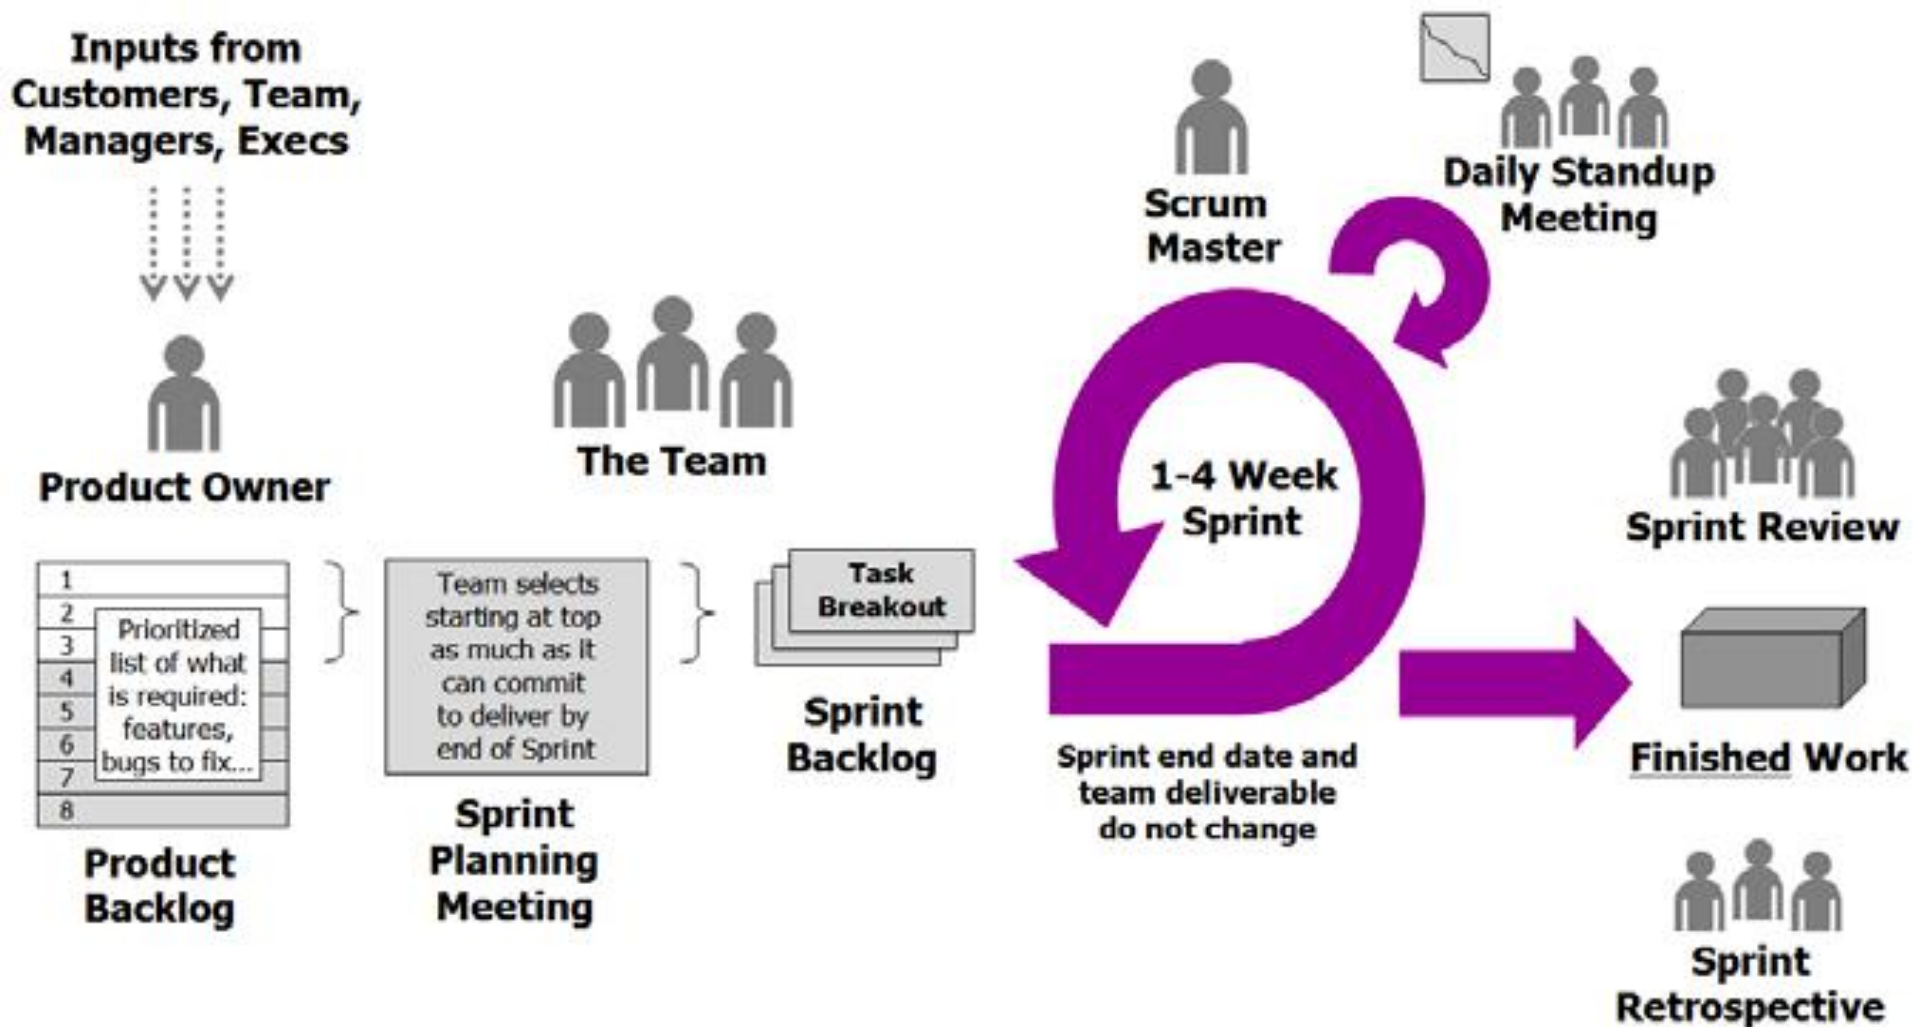 Inputs from
Customers, Team,
Managers, Execs
Product Owner
The Team
Scrum
Master
Daily Standup
Meeting
1
2
3
4
5
6
7
8
Prioritized
list of what
is required:
features,
bugs to fix...
Product
Backlog
Team selects
starting at top
as much as it
can commit
to deliver by
end of Sprint
Sprint
Planning
Meeting
Task
Breakout
Sprint
Backlog
1-4 Week
Sprint
Sprint end date and
team deliverable
do not change
Sprint Review
Finished Work
Sprint
Retrospective